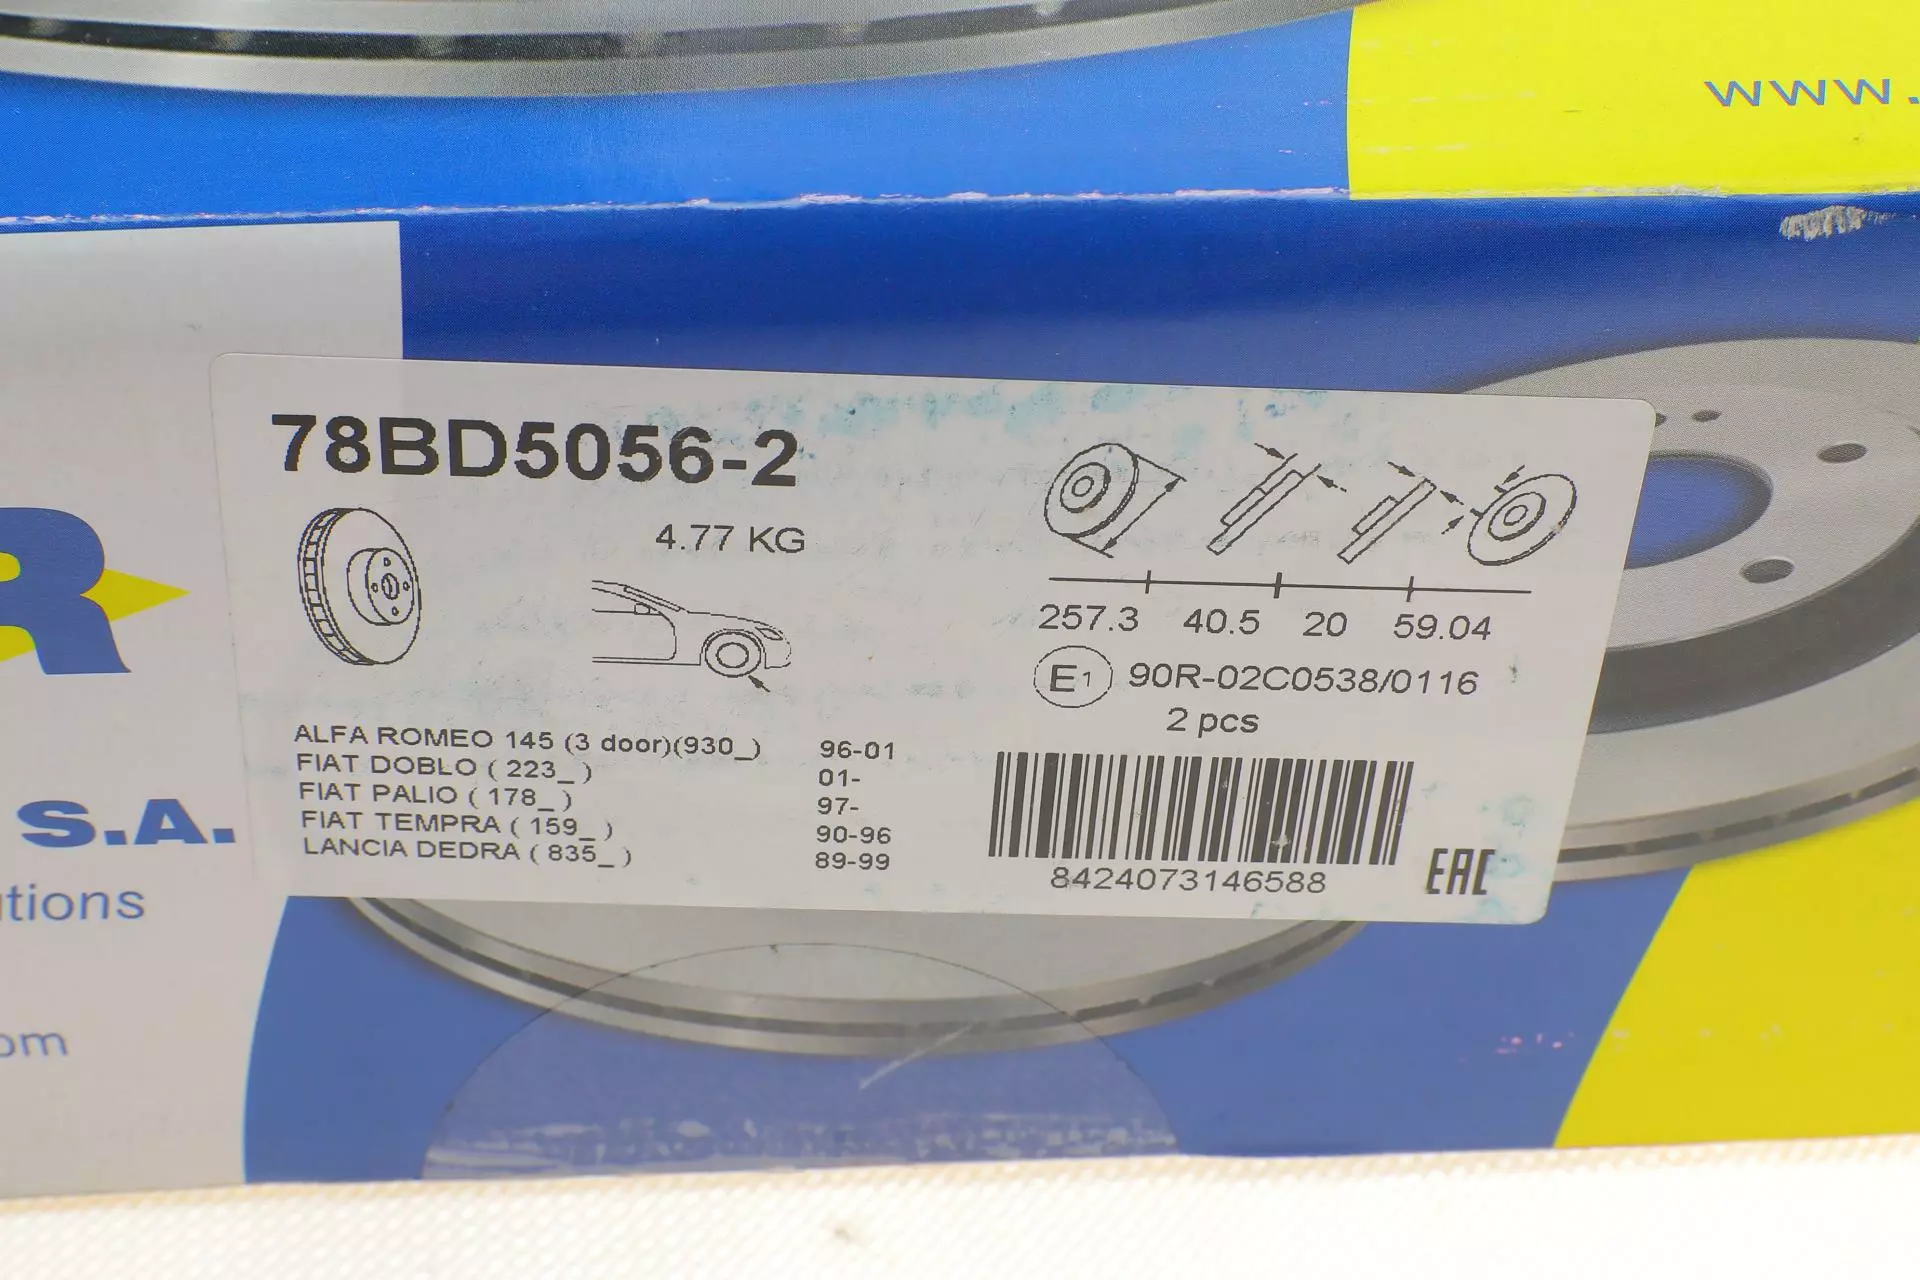 www.
78BD5056-2
4.77 KG
257.3 40.5 20 59.04
E1 90R-02C0538/0116
2 pcs
ALFA ROMEO 145 (3 door)(930_) 96-01
FIAT DOBLO ( 223_ ) 01-
FIAT PALIO ( 178_ ) 97-
FIAT TEMPRA ( 159_ ) 90-96
LANCIA DEDRA ( 835_ ) 89-99
8424073146588
EAC
R
S.A.